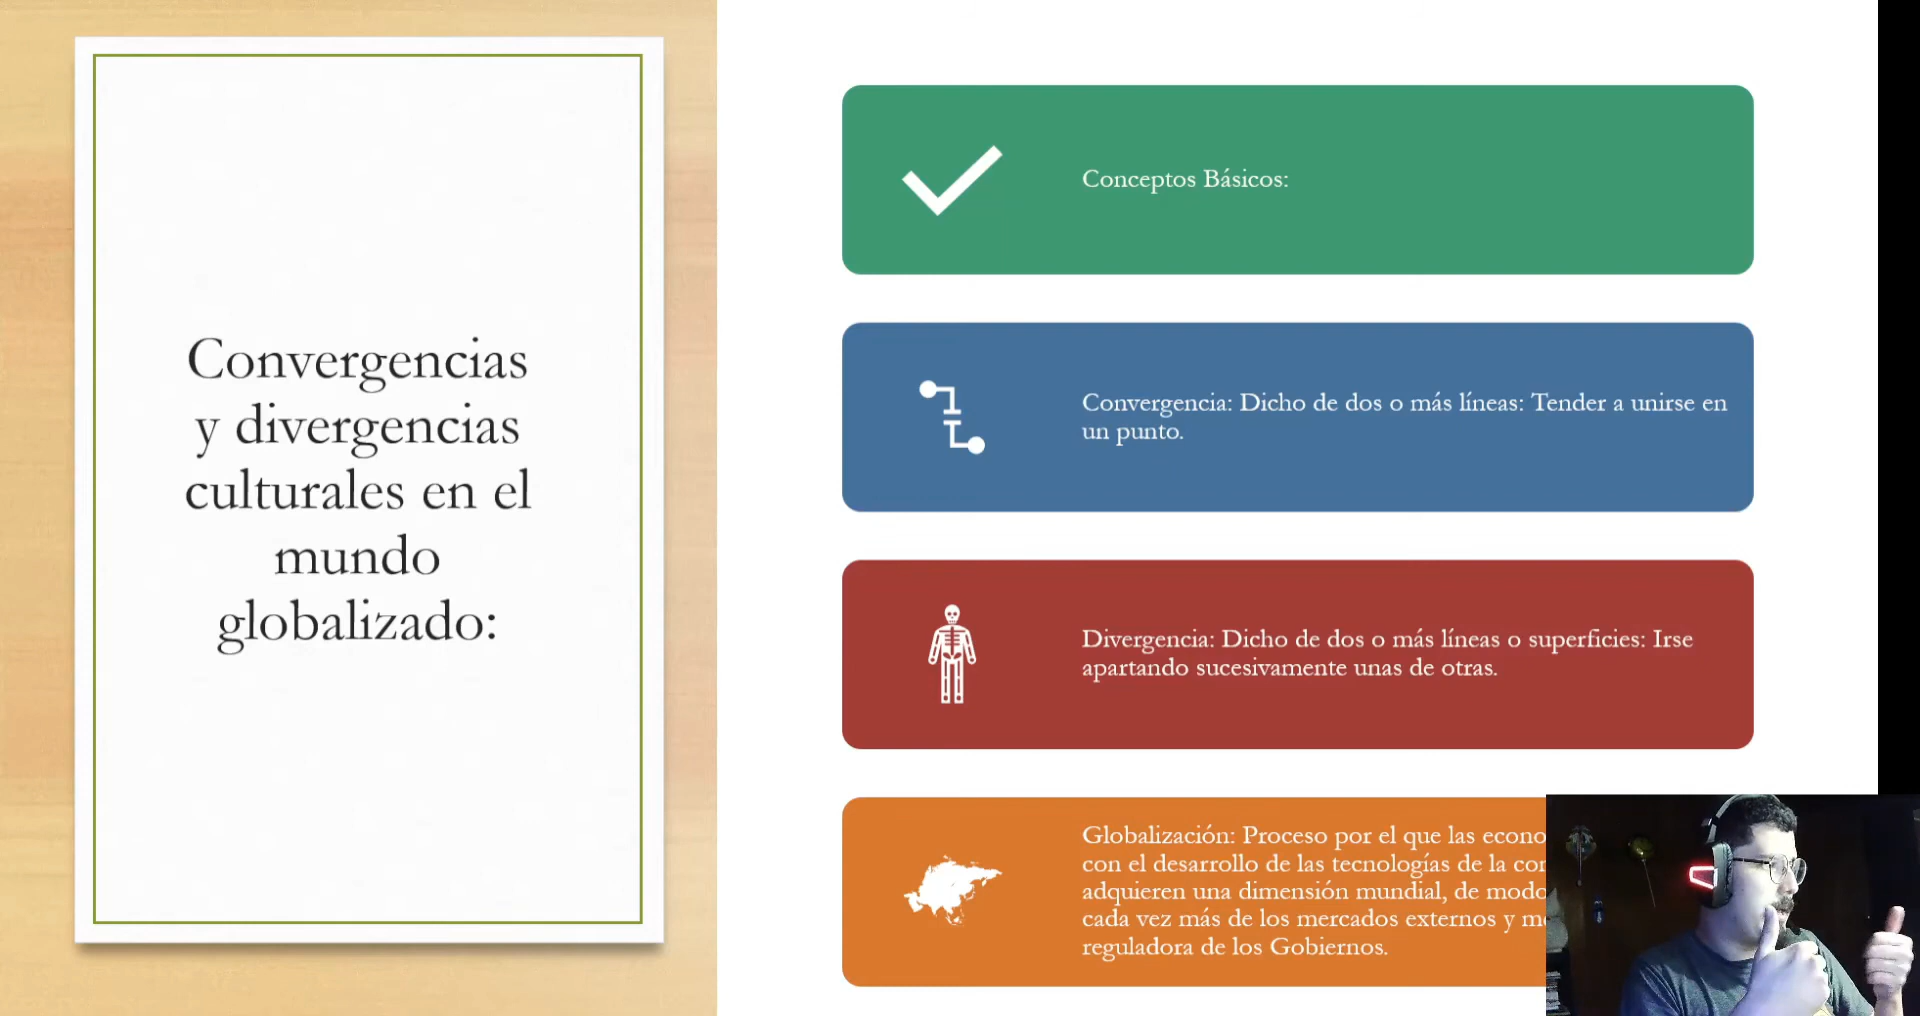 Convergencias
y divergencias
culturales en el
mundo
globalizado:
Conceptos Básicos:
Convergencia: Dicho de dos o más líneas: Tender a unirse en
un punto.
Divergencia: Dicho de dos o más líneas o superficies: Irse
apartando sucesivamente unas de otras.
Globalización: Proceso por el que las
con el desarrollo de las tecnologías de la
adquieren una dimensión mundial, de modo
cada vez más de los mercados externos y
reguladora de los Gobiernos.